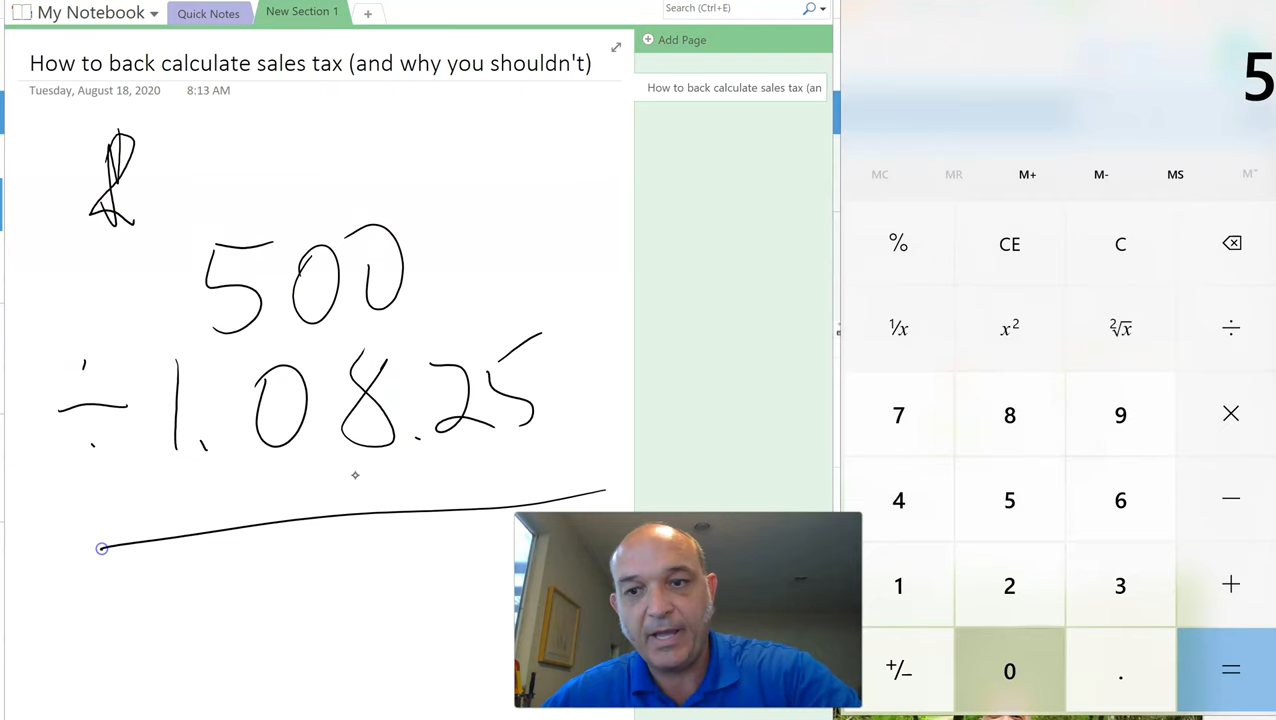 My Notebook
Quick Notes
New Section 1
+
Search (Ctrl+E)
Add Page
How to back calculate sales tax (and why you shouldn't)
Tuesday, August 18, 2020 8:13 AM
How to back calculate sales tax (an
$
500
÷ 1.08.25
5
MC MR M+ M- MS M˅
% CE C
⅟x x² ²√x ÷
7 8 9 ×
4 5 6 −
1 2 3 +
+/− 0 . =